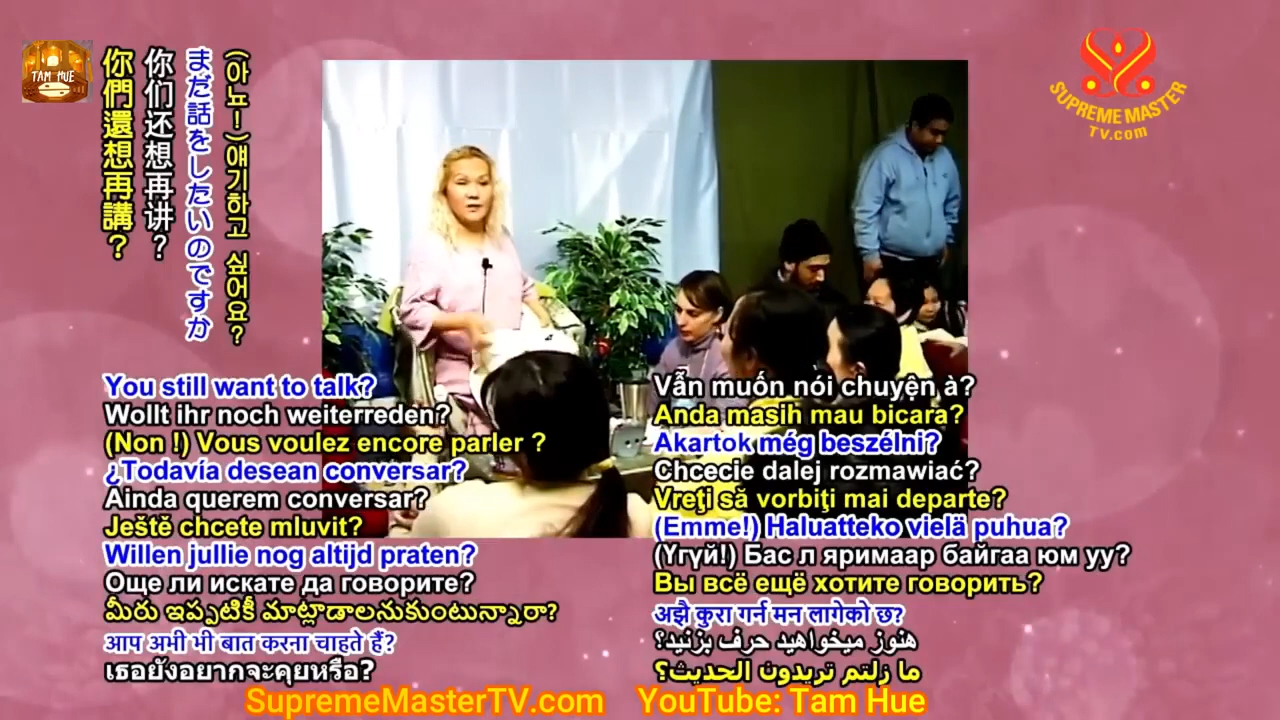 TAM HUE
SUPREME MASTER
TV.com
(아뇨!)얘기하고 싶어요?
まだ話をしたいのですか
你们还想再讲？
你們還想再講？
You still want to talk?
Wollt ihr noch weiterreden?
(Non !) Vous voulez encore parler ?
¿Todavía desean conversar?
Ainda querem conversar?
Ještě chcete mluvit?
Willen jullie nog altijd praten?
Още ли искате да говорите?
మీరు ఇప్పటికీ మాట్లాడాలనుకుంటున్నారా?
आप अभी भी बात करना चाहते हैं?
เธอยังอยากจะคุยหรือ?
Vẫn muốn nói chuyện à?
Anda masih mau bicara?
Akartok még beszélni?
Chcecie dalej rozmawiać?
Vreţi să vorbiţi mai departe?
(Emme!) Haluatteko vielä puhua?
(Үгүй!) Бас л яримаар байгаа юм уу?
Вы всё ещё хотите говорить?
अझै कुरा गर्न मन लागेको छ?
هنوز میخواهید حرف بزنید؟
ما زلتم تريدون الحديث؟
SupremeMasterTV.com YouTube: Tam Hue